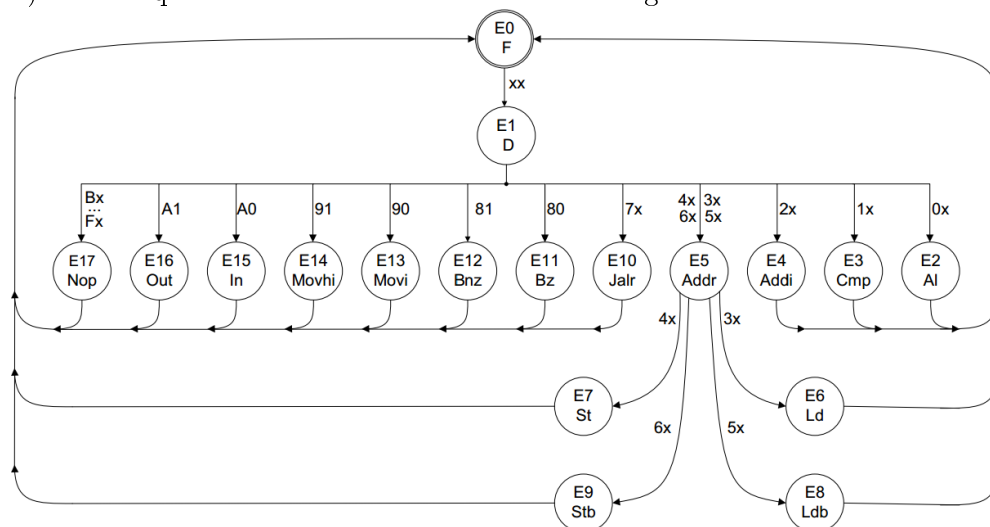 E0
F
xx
E1
D
Bx
...
Fx
A1
A0
91
90
81
80
7x
4x 3x
6x 5x
2x
1x
0x
E17
Nop
E16
Out
E15
In
E14
Movhi
E13
Movi
E12
Bnz
E11
Bz
E10
Jalr
E5
Addr
E4
Addi
E3
Cmp
E2
Al
4x
3x
E7
St
E6
Ld
6x
5x
E9
Stb
E8
Ldb